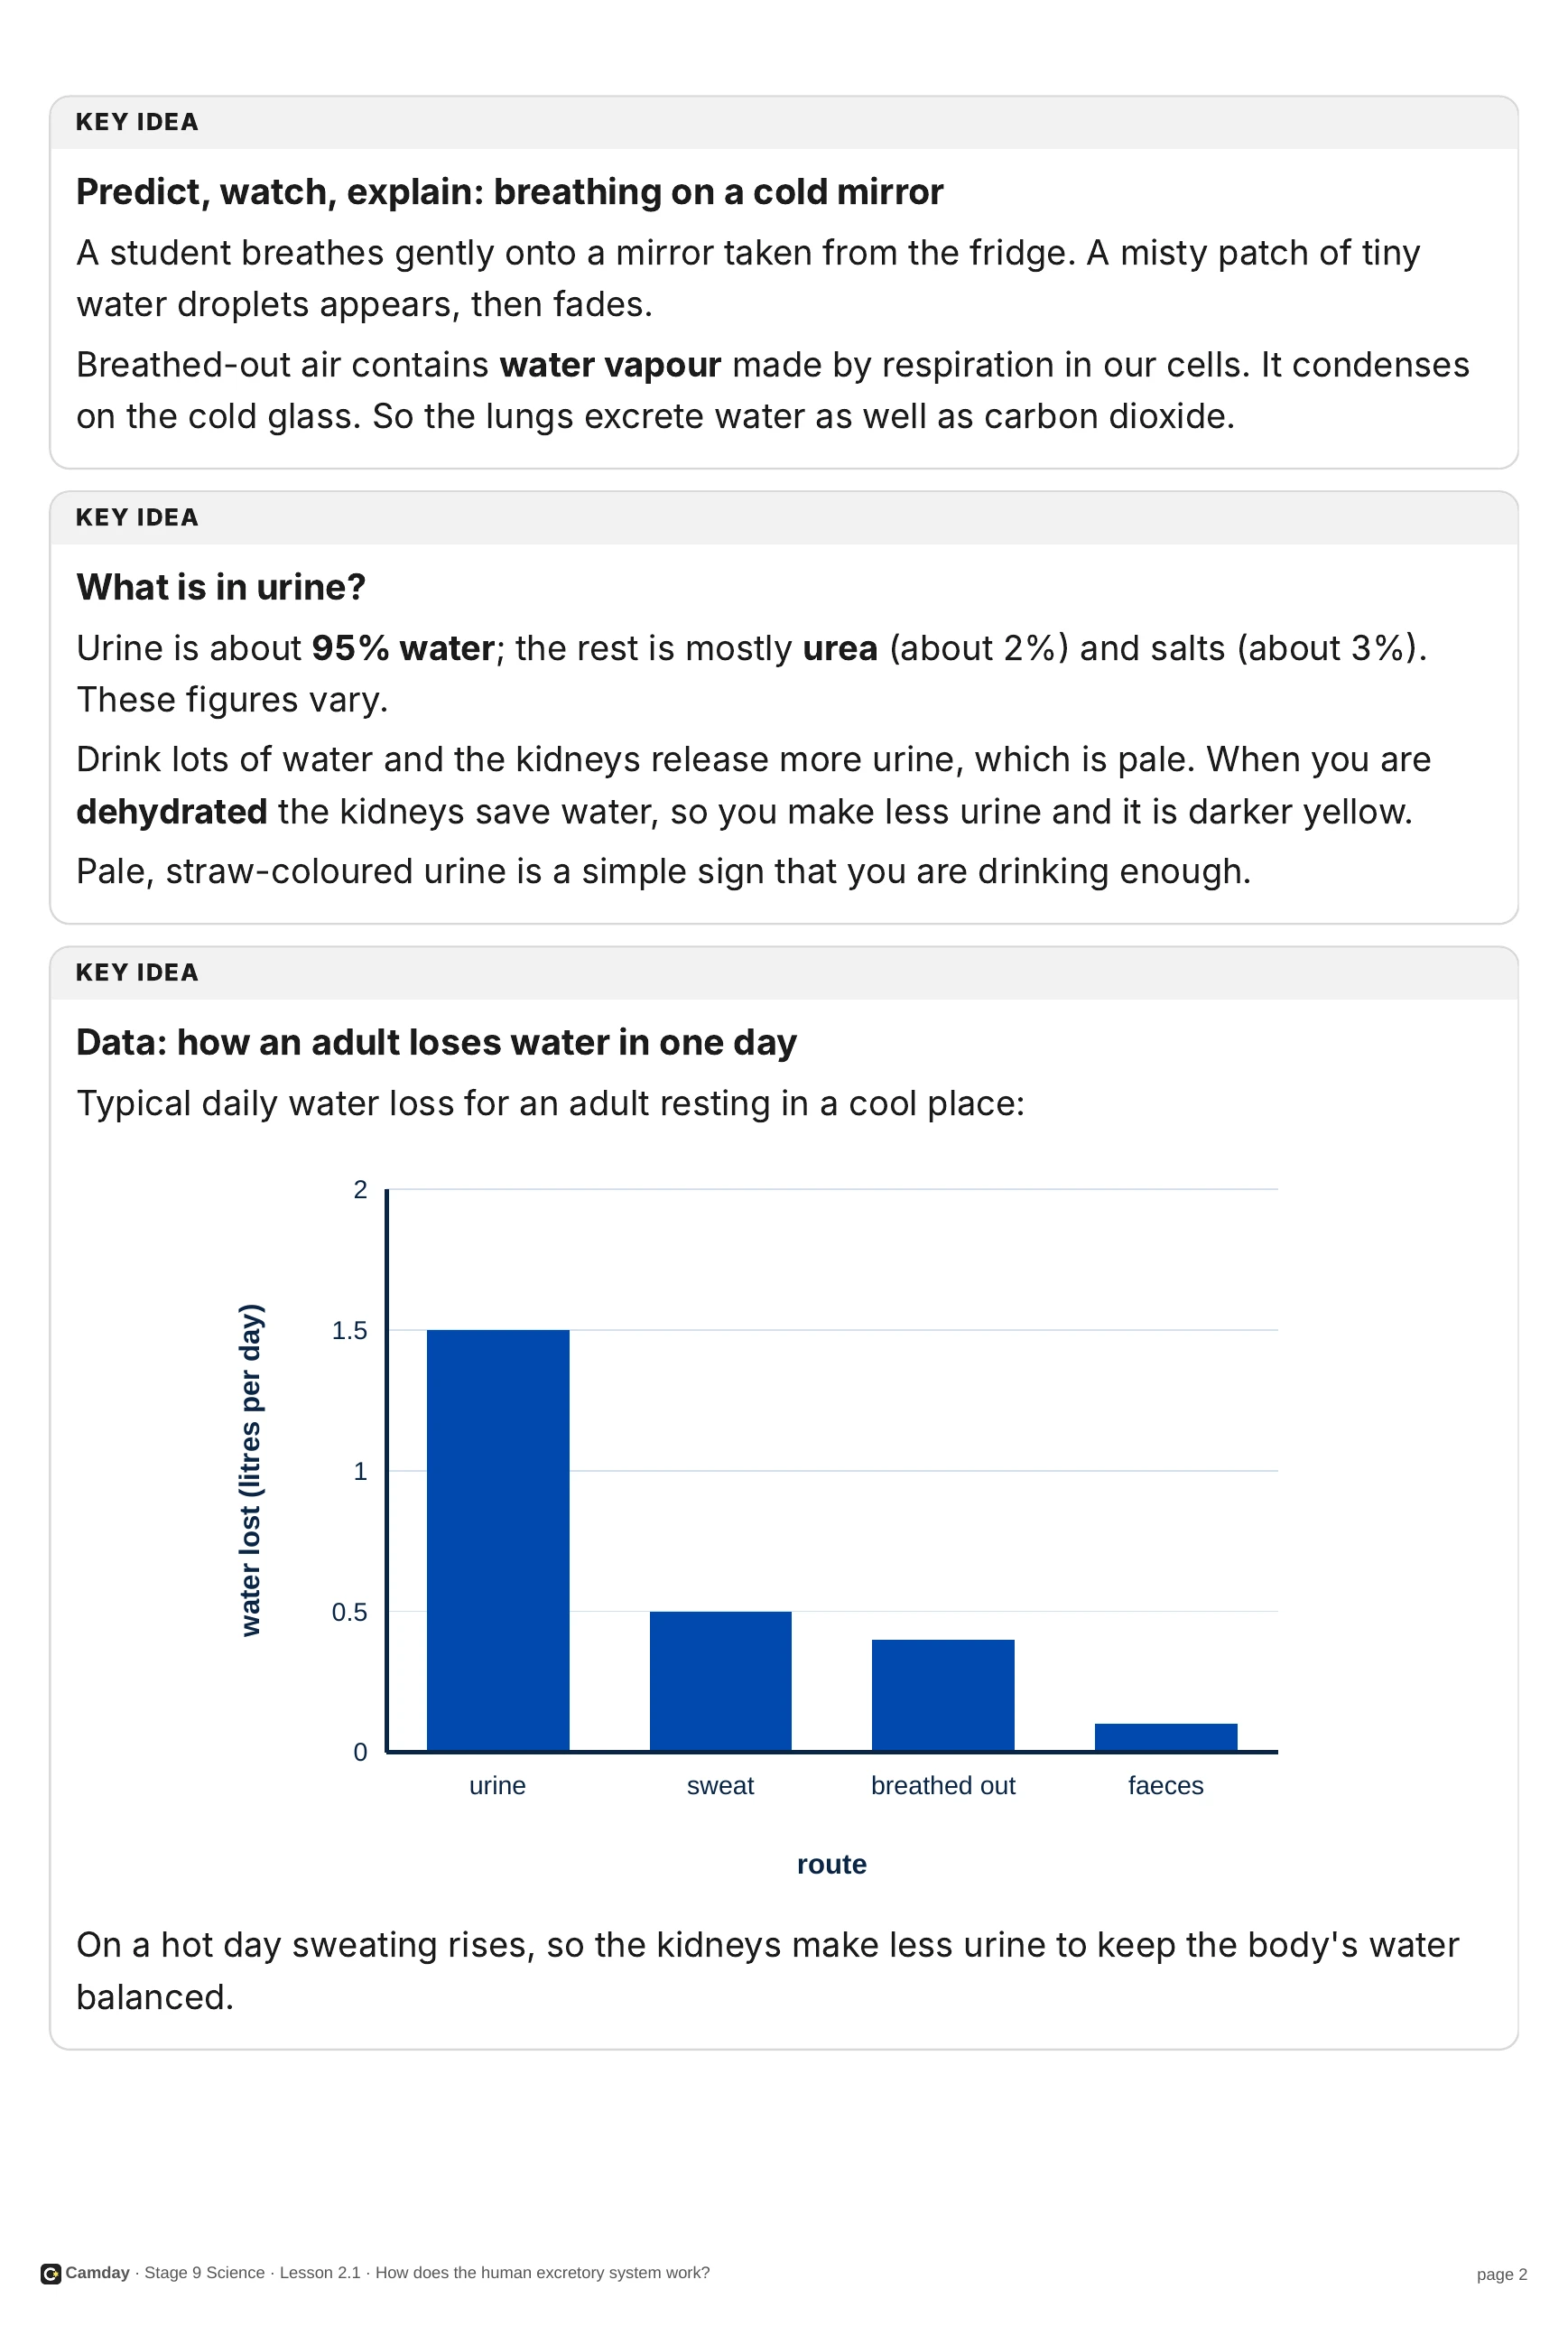 KEY IDEA
Predict, watch, explain: breathing on a cold mirror
A student breathes gently onto a mirror taken from the fridge. A misty patch of tiny
water droplets appears, then fades.
Breathed-out air contains water vapour made by respiration in our cells. It condenses
on the cold glass. So the lungs excrete water as well as carbon dioxide.
KEY IDEA
What is in urine?
Urine is about 95% water; the rest is mostly urea (about 2%) and salts (about 3%).
These figures vary.
Drink lots of water and the kidneys release more urine, which is pale. When you are
dehydrated the kidneys save water, so you make less urine and it is darker yellow.
Pale, straw-coloured urine is a simple sign that you are drinking enough.
KEY IDEA
Data: how an adult loses water in one day
Typical daily water loss for an adult resting in a cool place:
2
1.5
1
0.5
0
water lost (litres per day)
urine sweat breathed out faeces
route
On a hot day sweating rises, so the kidneys make less urine to keep the body's water
balanced.
Camday · Stage 9 Science · Lesson 2.1 · How does the human excretory system work? page 2